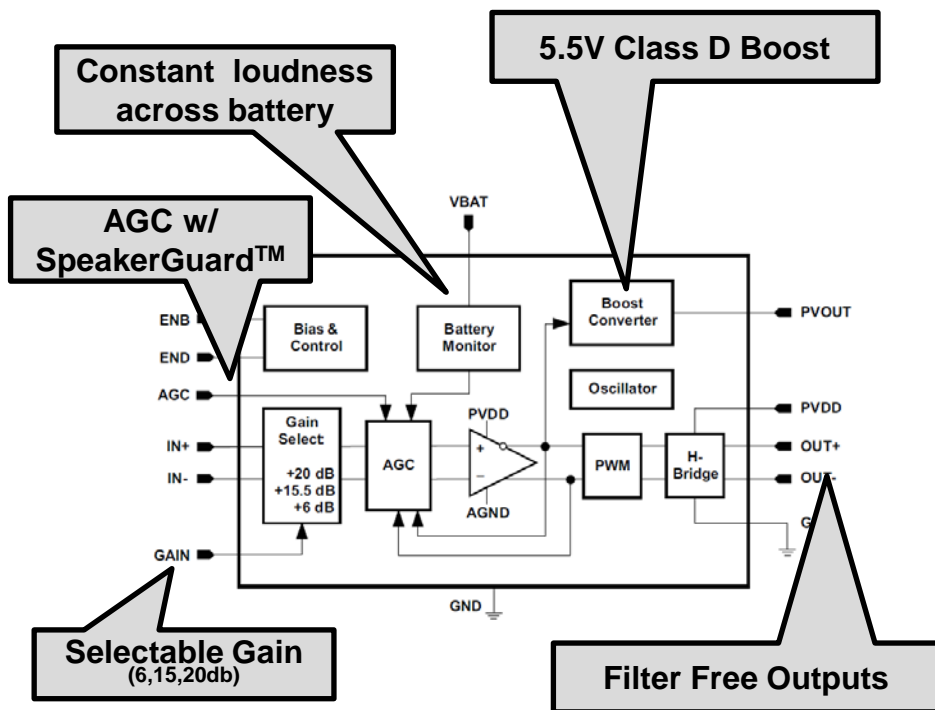 5.5V Class D Boost
Constant loudness
across battery
AGC w/
SpeakerGuard™
VBAT
ENB
END
AGC
IN+
IN-
GAIN
Bias &
Control
Battery
Monitor
Boost
Converter
Oscillator
PVOUT
PVDD
OUT+
OUT-
Gain
Select
+20 dB
+15.5 dB
+6 dB
AGC
PVDD
+
−
AGND
PWM
H-
Bridge
GND
Selectable Gain
(6,15,20db)
Filter Free Outputs